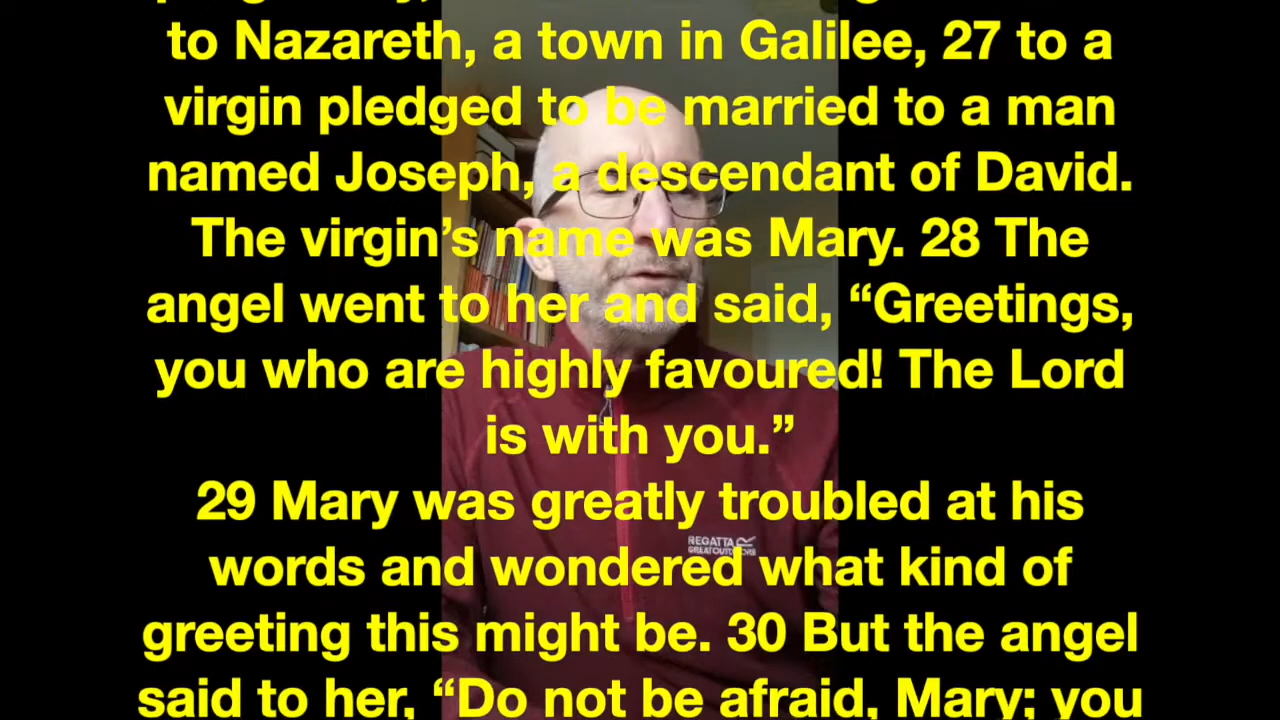 to Nazareth, a town in Galilee, 27 to a
virgin pledged to be married to a man
named Joseph, a descendant of David.
The virgin’s name was Mary. 28 The
angel went to her and said, “Greetings,
you who are highly favoured! The Lord
is with you.”
29 Mary was greatly troubled at his
words and wondered what kind of
greeting this might be. 30 But the angel
said to her, “Do not be afraid, Mary; you
REGATTA
GREAT OUTDOORS